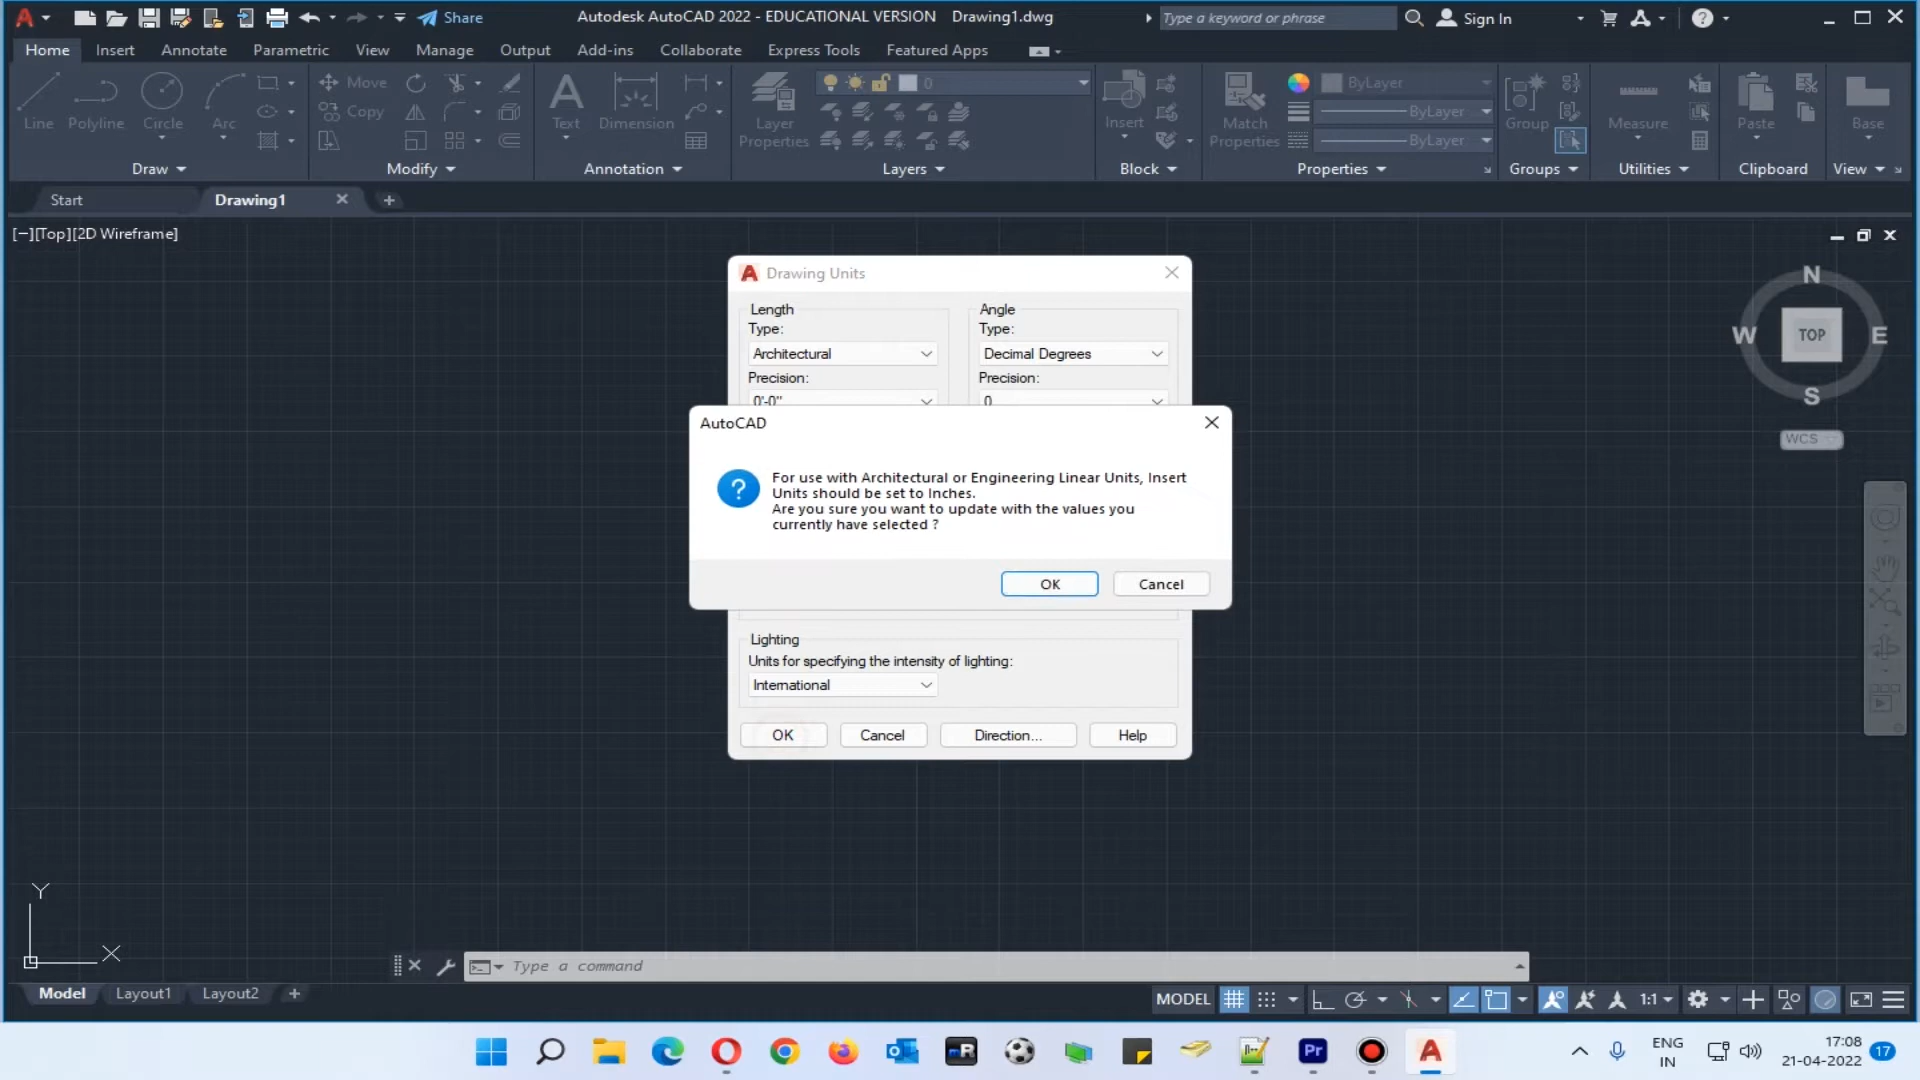 Share
Autodesk AutoCAD 2022 - EDUCATIONAL VERSION Drawing1.dwg
Type a keyword or phrase
Sign In
Home Insert Annotate Parametric View Manage Output Add-ins Collaborate Express Tools Featured Apps
Line Polyline Circle Arc
Move
Copy
Text Dimension
Layer Properties
0
Insert
Match Properties
ByLayer
ByLayer
ByLayer
Group
Measure
Paste
Base
Draw Modify Annotation Layers Block Properties Groups Utilities Clipboard View
Start Drawing1
[−][Top][2D Wireframe]
N
W TOP E
S
WCS
Drawing Units
Length Angle
Type: Type:
Architectural Decimal Degrees
Precision: Precision:
0'-0" 0
AutoCAD
For use with Architectural or Engineering Linear Units, Insert
Units should be set to Inches.
Are you sure you want to update with the values you
currently have selected ?
OK Cancel
Lighting
Units for specifying the intensity of lighting:
International
OK Cancel Direction... Help
Y
X
Type a command
Model Layout1 Layout2
MODEL 1:1
Pr
ENG
IN
17:08
21-04-2022
17